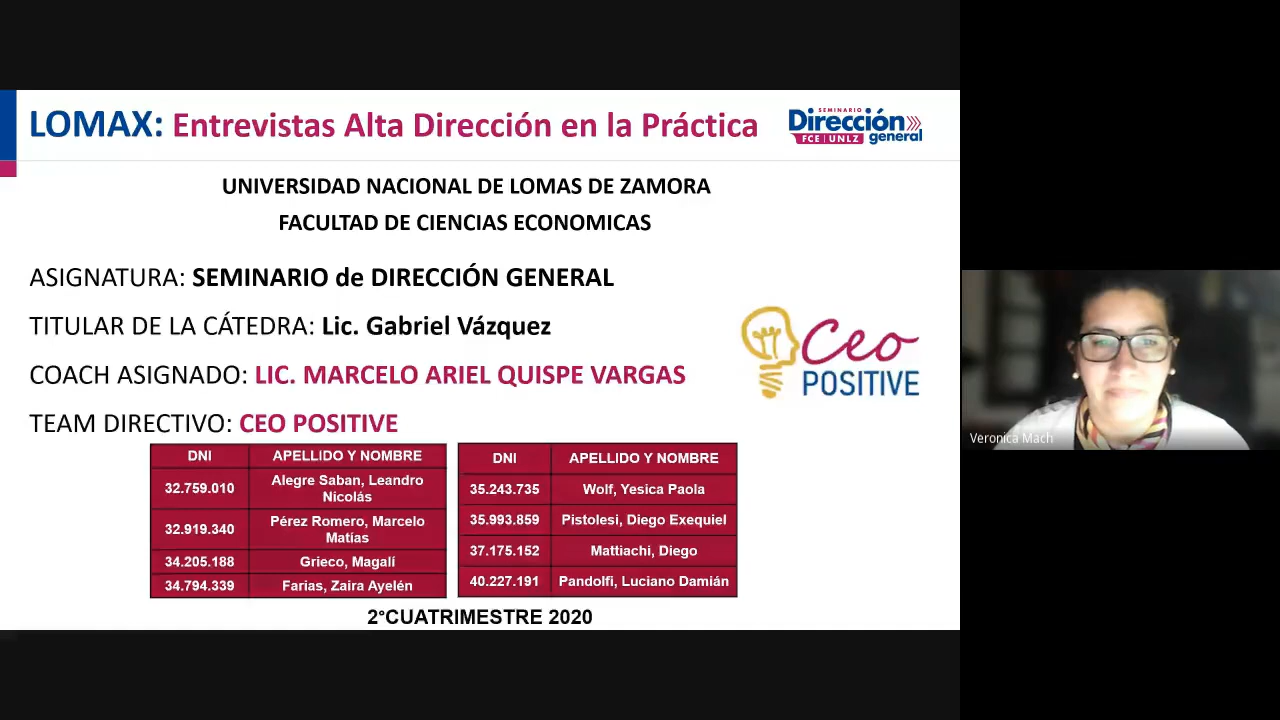 LOMAX: Entrevistas Alta Dirección en la Práctica
SEMINARIO
Dirección
general
FCE | UNLZ
UNIVERSIDAD NACIONAL DE LOMAS DE ZAMORA
FACULTAD DE CIENCIAS ECONOMICAS
ASIGNATURA: SEMINARIO de DIRECCIÓN GENERAL
TITULAR DE LA CÁTEDRA: Lic. Gabriel Vázquez
COACH ASIGNADO: LIC. MARCELO ARIEL QUISPE VARGAS
TEAM DIRECTIVO: CEO POSITIVE
Ceo
POSITIVE
DNI APELLIDO Y NOMBRE
32.759.010 Alegre Saban, Leandro
Nicolás
32.919.340 Pérez Romero, Marcelo
Matías
34.205.188 Grieco, Magalí
34.794.339 Farias, Zaira Ayelén
DNI APELLIDO Y NOMBRE
35.243.735 Wolf, Yesica Paola
35.993.859 Pistolesi, Diego Exequiel
37.175.152 Mattiachi, Diego
40.227.191 Pandolfi, Luciano Damián
2°CUATRIMESTRE 2020
Veronica Mach